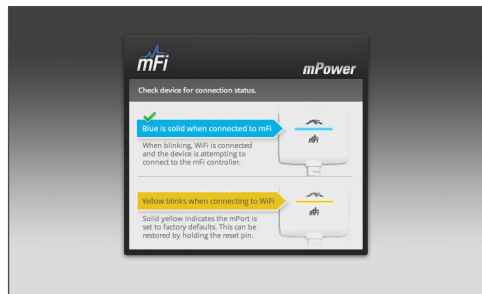 mFi
mPower
Check device for connection status.
Blue is solid when connected to mFi
mFi
When blinking, WiFi is connected
and the device is attempting to
connect to the mFi controller.
Yellow blinks when connecting to WiFi
mFi
Solid yellow indicates the mPort is
set to factory defaults. This can be
restored by holding the reset pin.